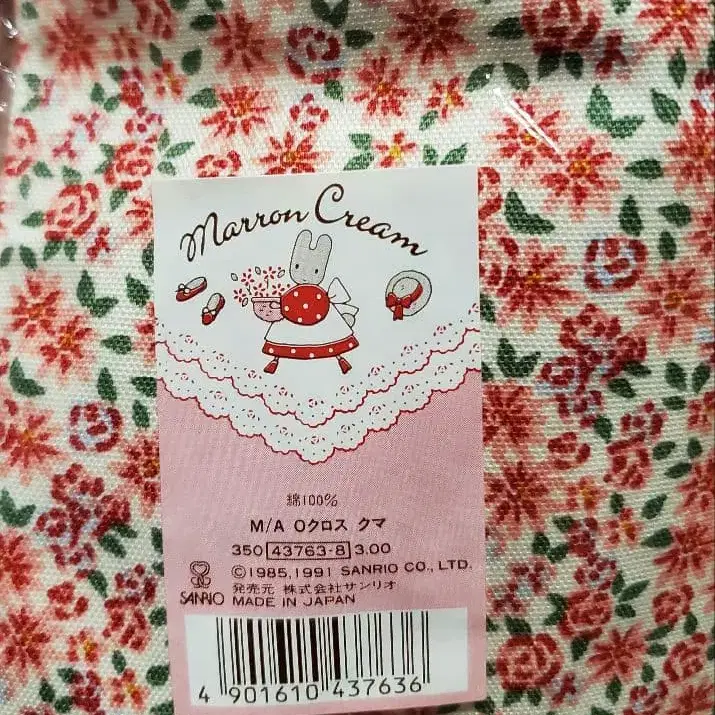 Marron Cream
綿100%
M/A Oクロス クマ
350 43763-8 3.00
©1985,1991 SANRIO CO., LTD.
発売元 株式会社サンリオ
SANRIO MADE IN JAPAN
4 901610 437636